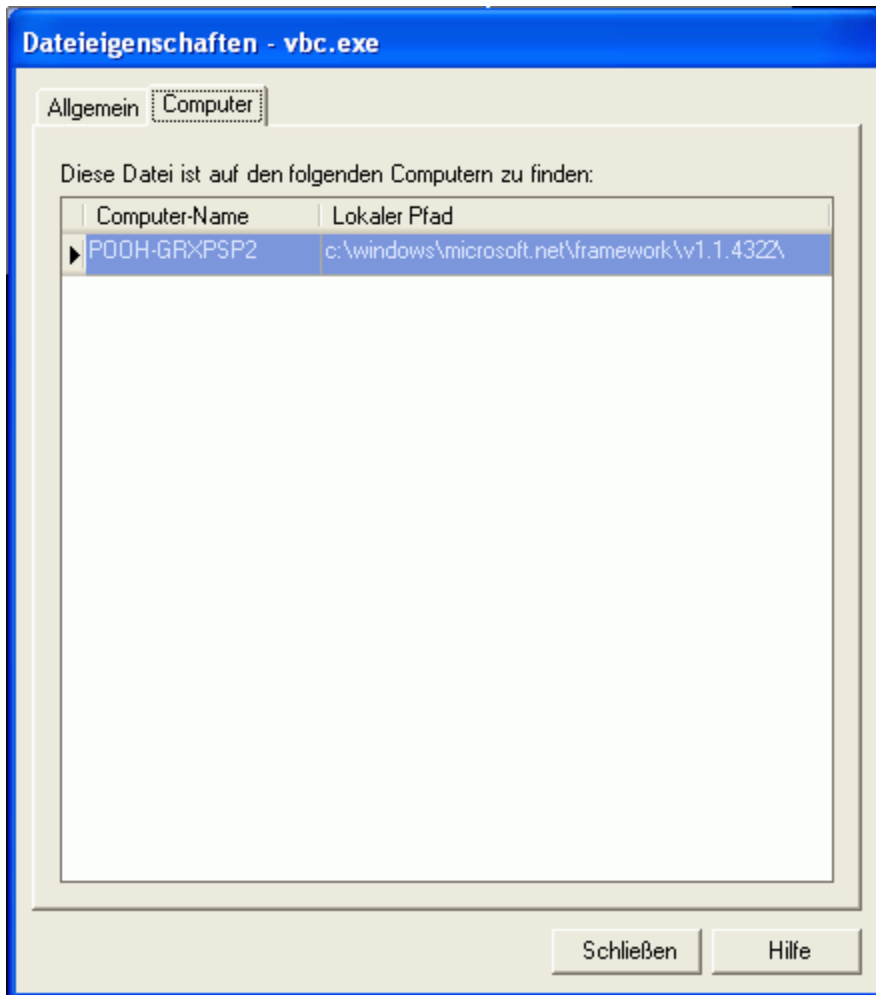 Dateieigenschaften - vbc.exe
Allgemein Computer
Diese Datei ist auf den folgenden Computern zu finden:
Computer-Name Lokaler Pfad
POOH-GRXPSP2 c:\windows\microsoft.net\framework\v1.1.4322\
Schließen Hilfe